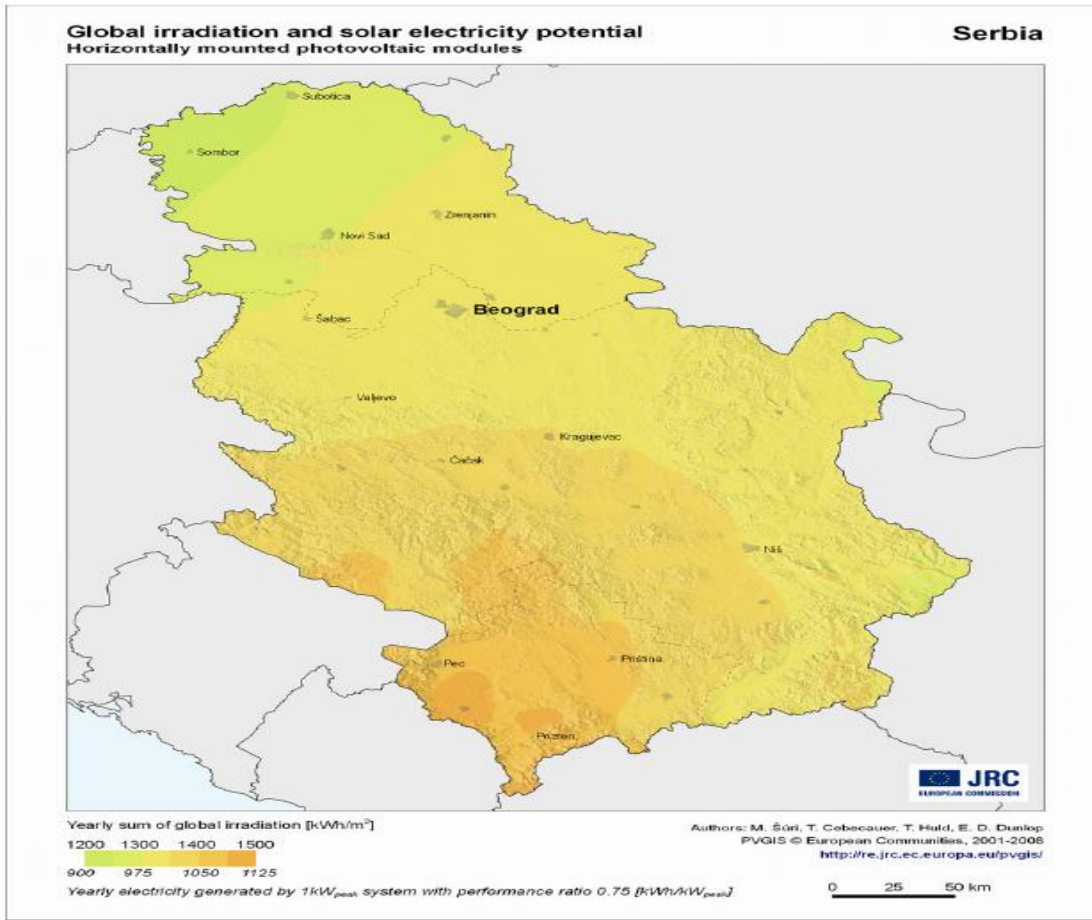 Global irradiation and solar electricity potential
Horizontally mounted photovoltaic modules
Serbia
Subotica
Sombor
Zrenjanin
Novi Sad
Beograd
Šabac
Valjevo
Kragujevac
Čačak
Niš
Pec
Priština
Prizren
JRC
EUROPEAN COMMISSION
Yearly sum of global irradiation [kWh/m²]
1200 1300 1400 1500
900 975 1050 1125
Yearly electricity generated by 1kWpeak system with performance ratio 0.75 [kWh/kWpeak]
Authors: M. Šúri, T. Cebecauer, T. Huld, E. D. Dunlop
PVGIS © European Communities, 2001-2008
http://re.jrc.ec.europa.eu/pvgis/
0 25 50 km